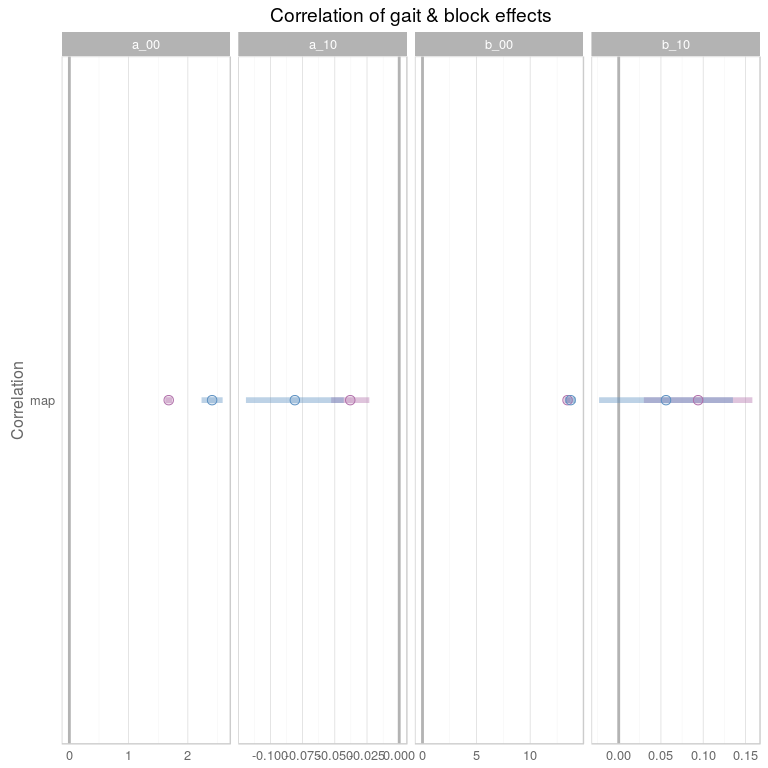 Correlation of gait & block effects
a_00 a_10 b_00 b_10
Correlation
map
0 1 2 -0.100 -0.075 -0.050 -0.025 0.000 0 5 10 0.00 0.05 0.10 0.15